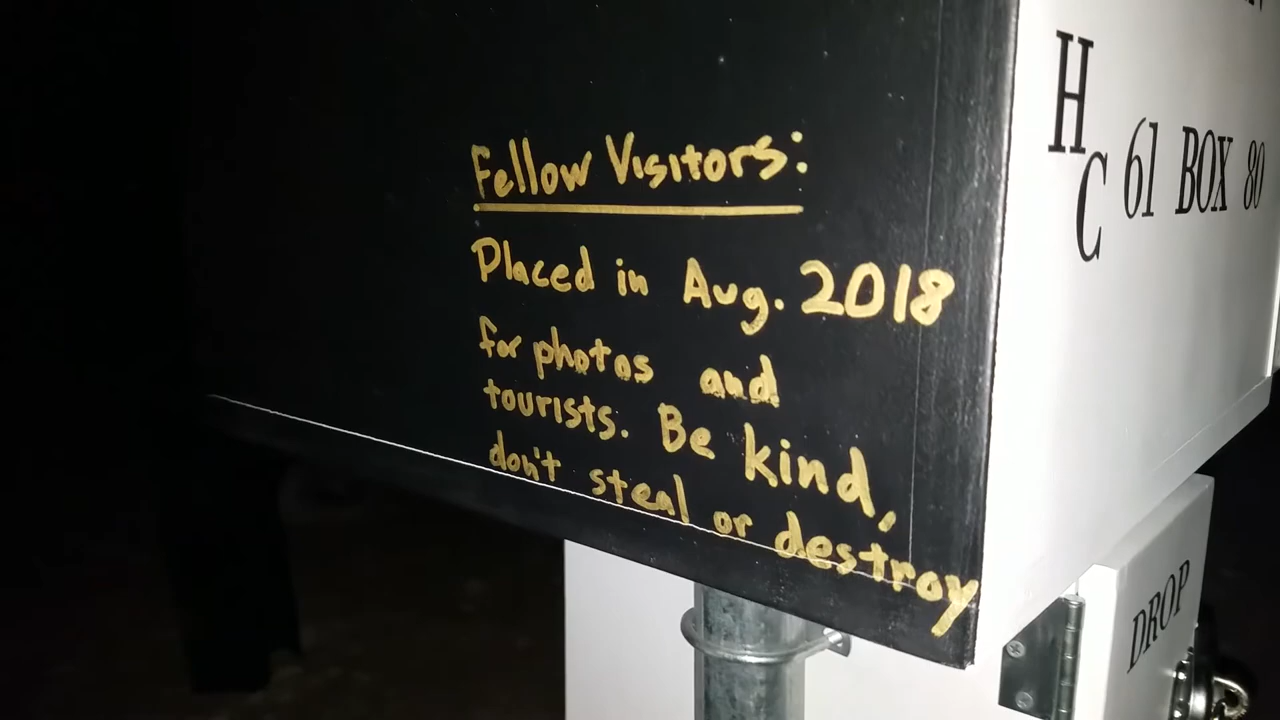 Fellow Visitors:
Placed in Aug. 2018
for photos and
tourists. Be kind,
don't steal or destroy
H
C 61 BOX 80
DROP